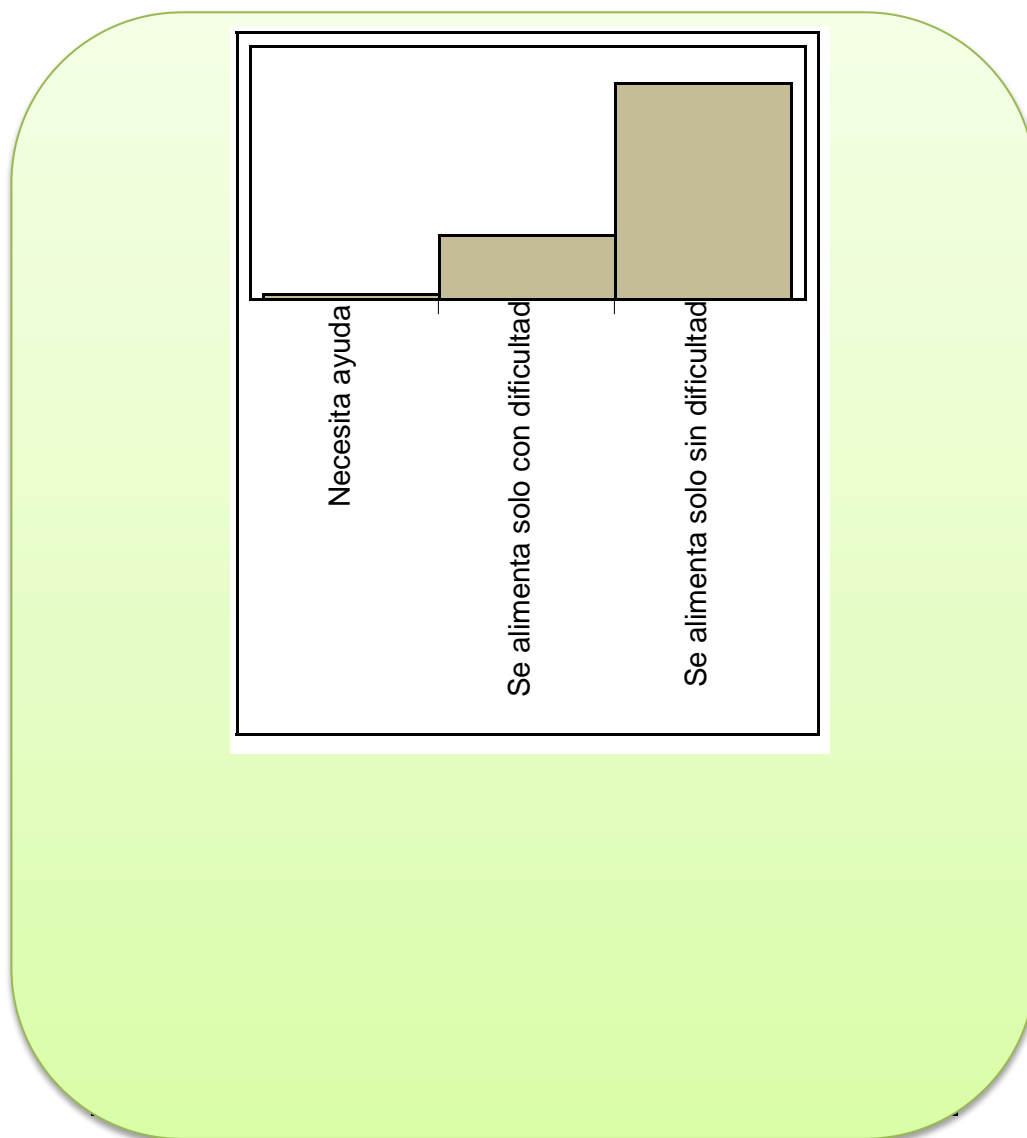 Necesita ayuda
Se alimenta solo con dificultad
Se alimenta solo sin dificultad